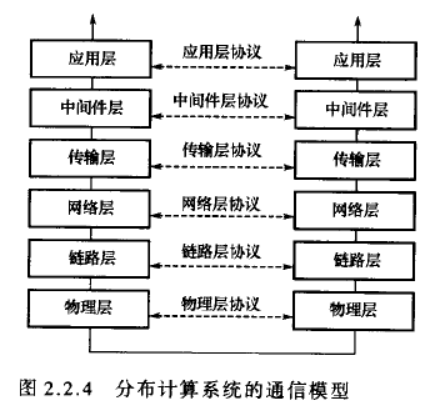 应用层 应用层协议 应用层
中间件层 中间件层协议 中间件层
传输层 传输层协议 传输层
网络层 网络层协议 网络层
链路层 链路层协议 链路层
物理层 物理层协议 物理层
图 2.2.4 分布计算系统的通信模型